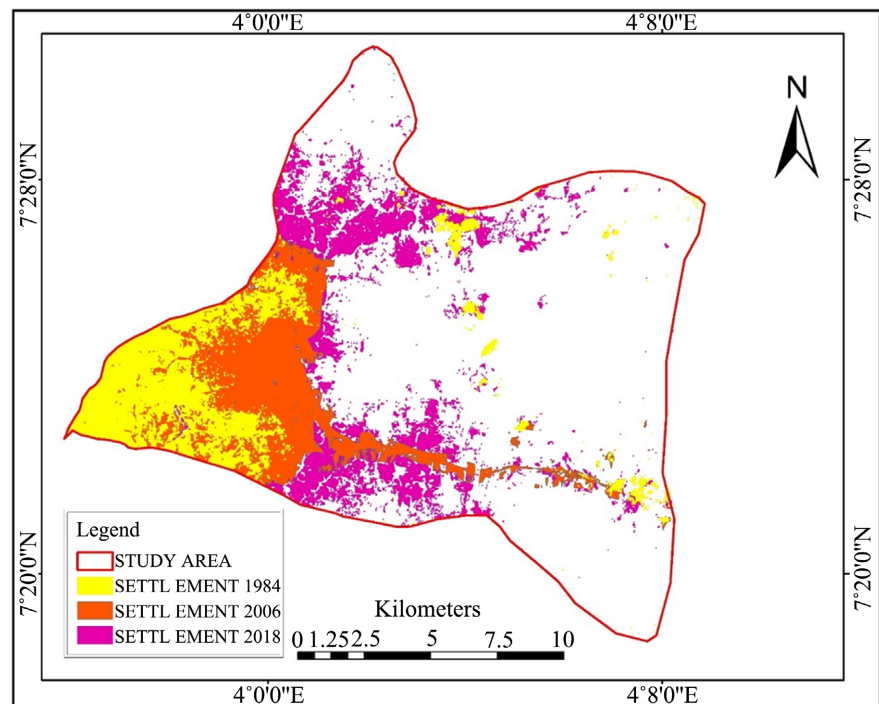 4°0'0"E 4°8'0"E
N
7°28'0"N 7°28'0"N
Legend
STUDY AREA
SETTL EMENT 1984
SETTL EMENT 2006
SETTL EMENT 2018
Kilometers
0 1.25 2.5 5 7.5 10
7°20'0"N 7°20'0"N
4°0'0"E 4°8'0"E